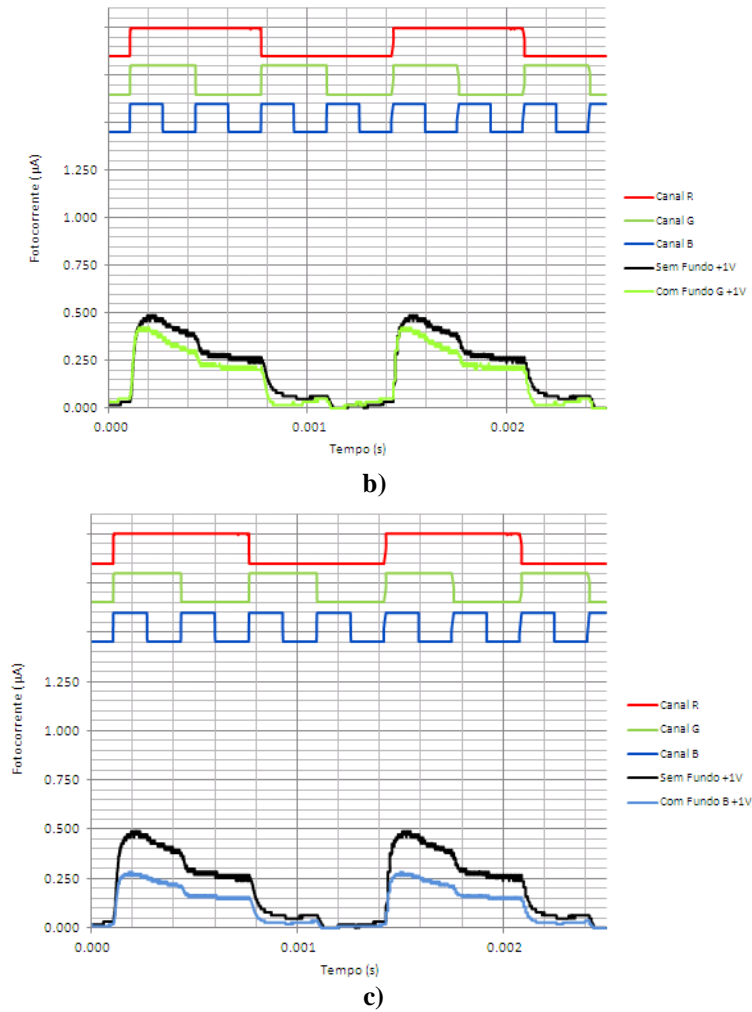 1.250
1.000
0.750
0.500
0.250
0.000
Fotocorrente (µA)
0.000
0.001
0.002
Tempo (s)
Canal R
Canal G
Canal B
Sem Fundo +1V
Com Fundo G +1V
b)
1.250
1.000
0.750
0.500
0.250
0.000
Fotocorrente (µA)
0.000
0.001
0.002
Tempo (s)
Canal R
Canal G
Canal B
Sem Fundo +1V
Com Fundo B +1V
c)